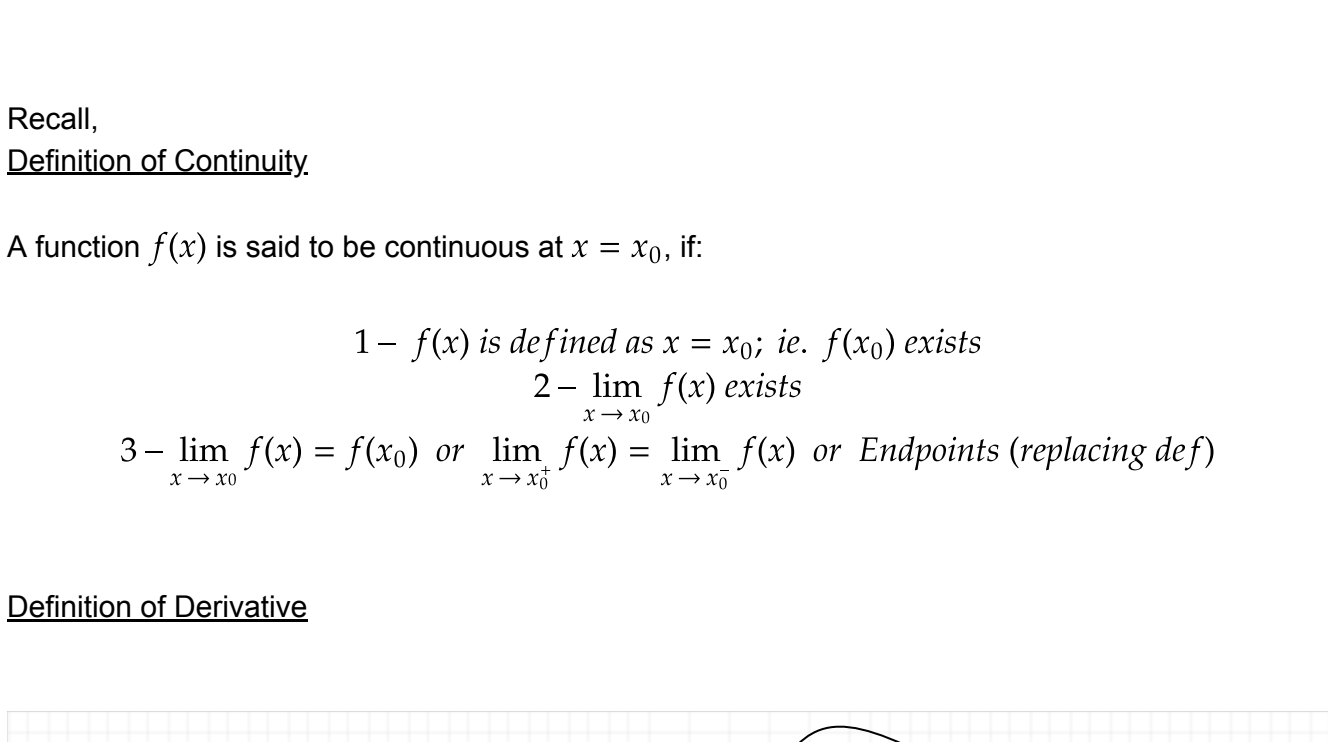 Recall,
Definition of Continuity
A function f(x) is said to be continuous at x = x₀, if:
1 − f(x) is defined as x = x₀; ie. f(x₀) exists
2 − lim x → x₀ f(x) exists
3 − lim x → x₀ f(x) = f(x₀) or lim x → x₀⁺ f(x) = lim x → x₀⁻ f(x) or Endpoints (replacing def)
Definition of Derivative